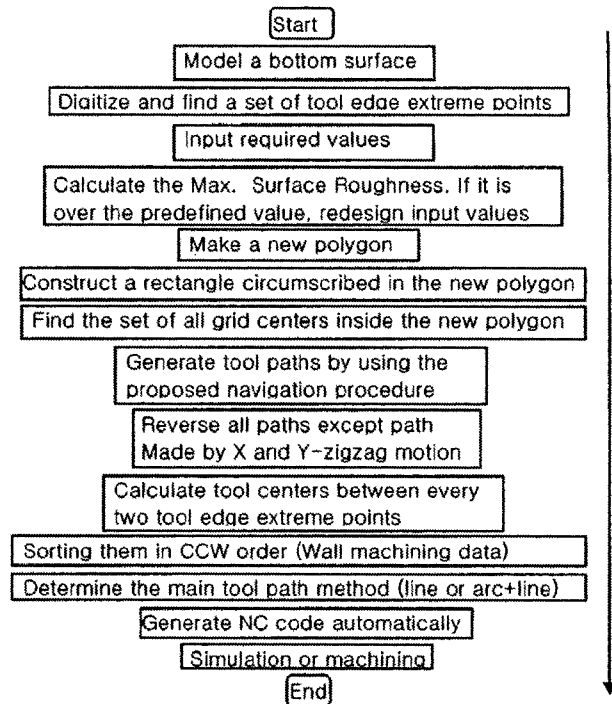 Start
Model a bottom surface
Digitize and find a set of tool edge extreme points
Input required values
Calculate the Max. Surface Roughness. If it is
over the predefined value, redesign input values
Make a new polygon
Construct a rectangle circumscribed in the new polygon
Find the set of all grid centers inside the new polygon
Generate tool paths by using the
proposed navigation procedure
Reverse all paths except path
Made by X and Y-zigzag motion
Calculate tool centers between every
two tool edge extreme points
Sorting them in CCW order (Wall machining data)
Determine the main tool path method (line or arc+line)
Generate NC code automatically
Simulation or machining
End